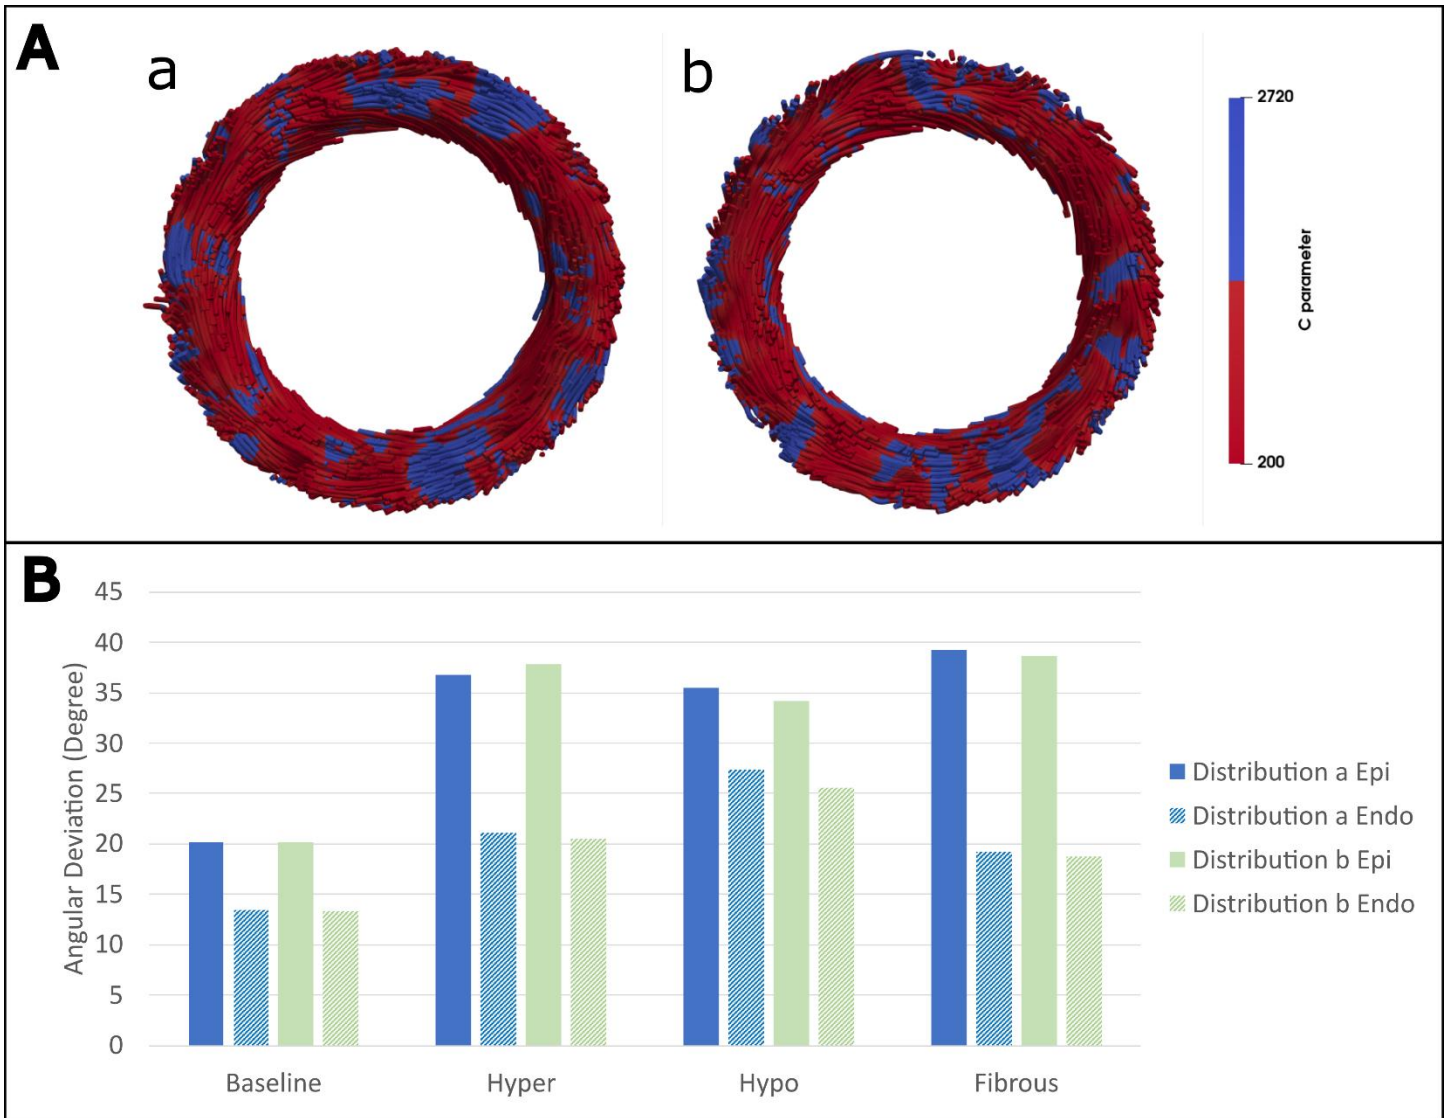 A
a
b
2720
C parameter
200
B
45
40
35
30
25
20
15
10
5
0
Angular Deviation (Degree)
Baseline
Hyper
Hypo
Fibrous
Distribution a Epi
Distribution a Endo
Distribution b Epi
Distribution b Endo